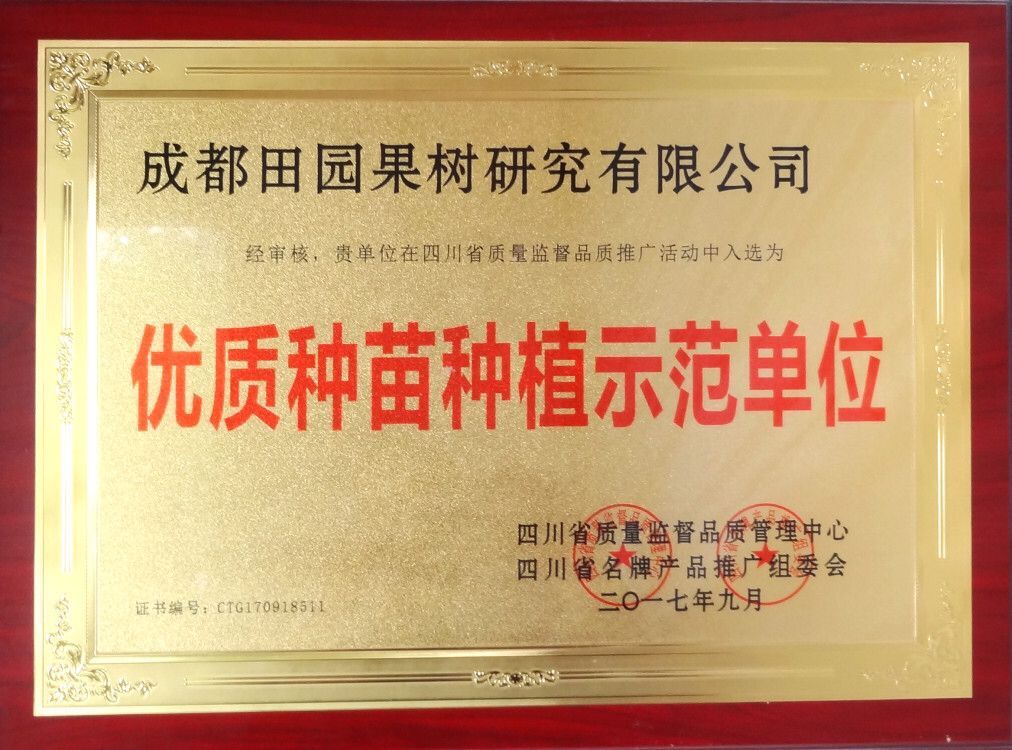 成都田园果树研究有限公司
经审核，贵单位在四川省质量监督品质推广活动中入选为
优质种苗种植示范单位
四川省质量监督品质管理中心
四川省名牌产品推广组委会
二〇一七年九月
证书编号：CTG170918511